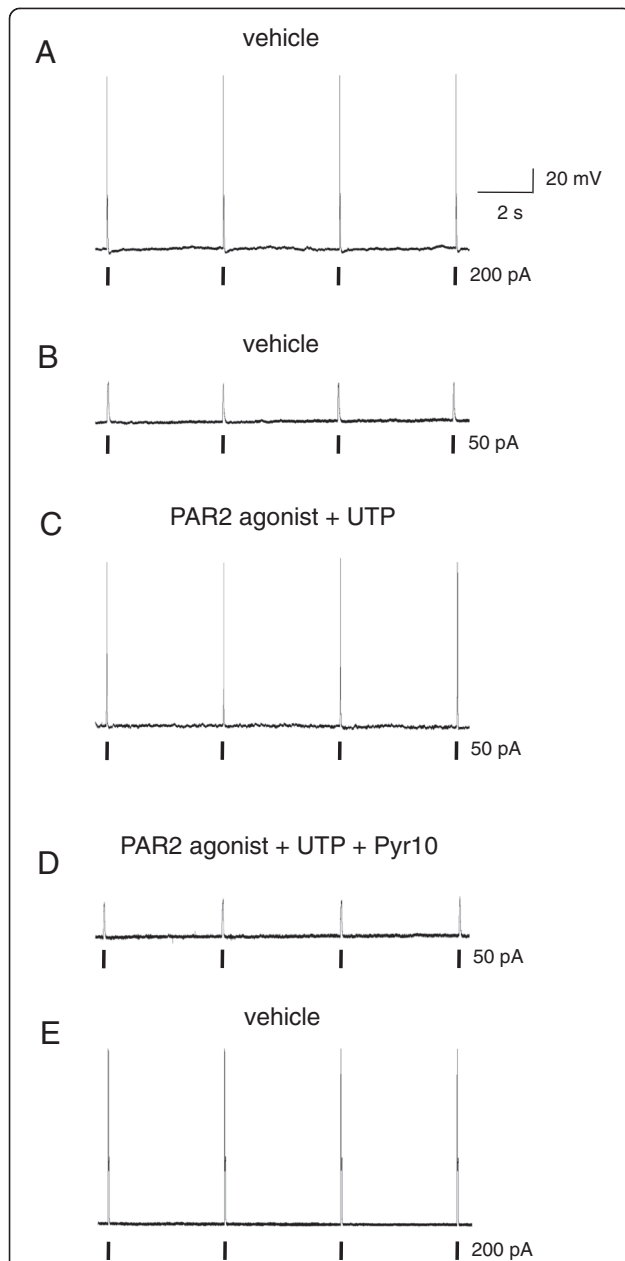 A
vehicle
20 mV
2 s
200 pA
B
vehicle
50 pA
C
PAR2 agonist + UTP
50 pA
D
PAR2 agonist + UTP + Pyr10
50 pA
E
vehicle
200 pA